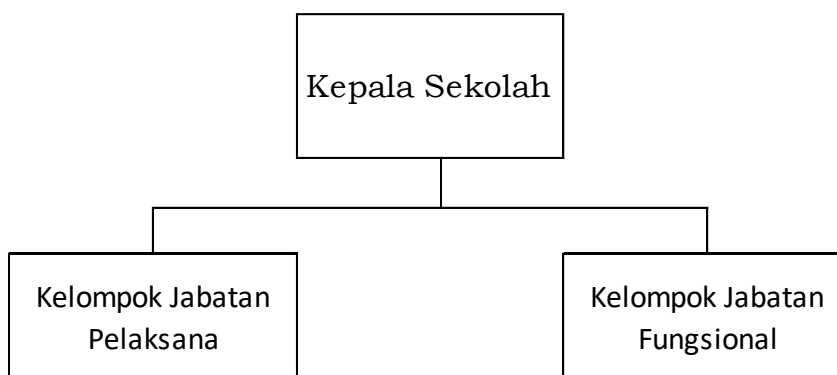 Kepala Sekolah
Kelompok Jabatan
Pelaksana
Kelompok Jabatan
Fungsional